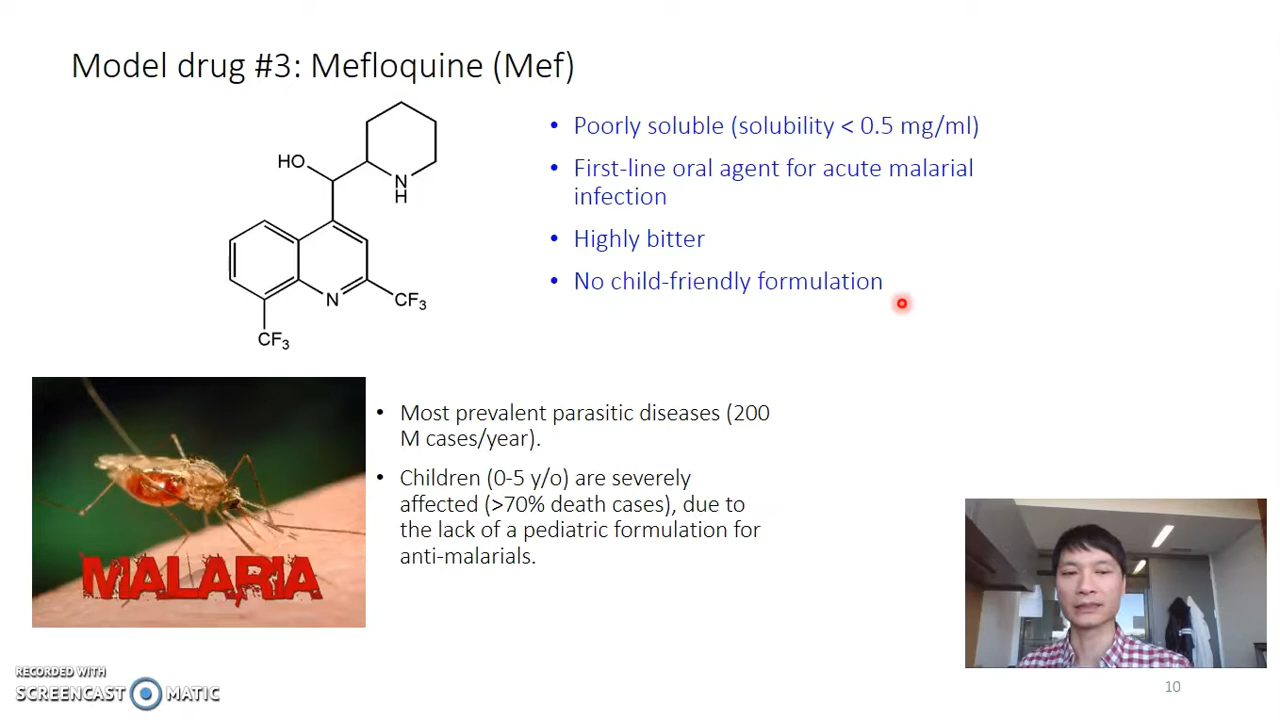 Model drug #3: Mefloquine (Mef)
HO
N
H
N
CF3
CF3
• Poorly soluble (solubility < 0.5 mg/ml)
• First-line oral agent for acute malarial
infection
• Highly bitter
• No child-friendly formulation
MALARIA
• Most prevalent parasitic diseases (200
M cases/year).
• Children (0-5 y/o) are severely
affected (>70% death cases), due to
the lack of a pediatric formulation for
anti-malarials.
RECORDED WITH
SCREENCAST MATIC
10